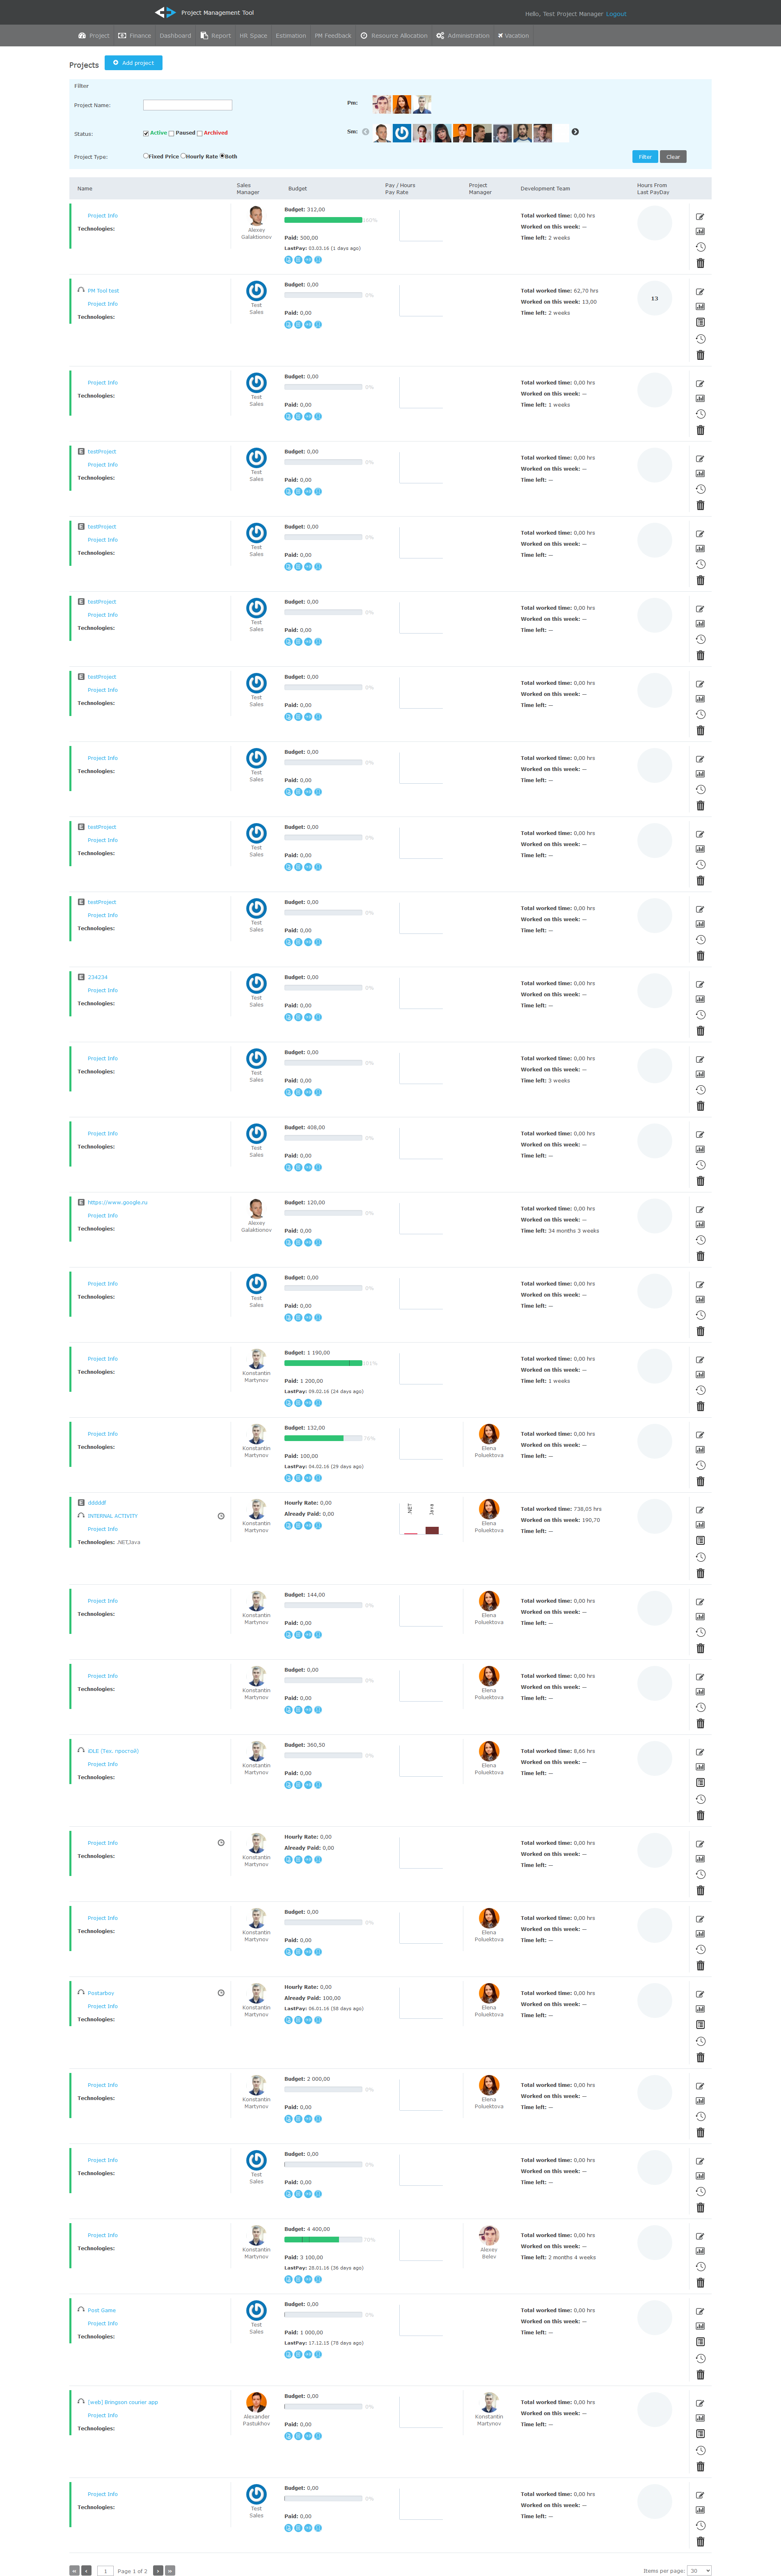 Project Management Tool
Hello, Test Project Manager Logout
Project Finance Dashboard Report HR Space Estimation PM Feedback Resource Allocation Administration Vacation
Projects Add project
Filter
Project Name: Pm:
Status: Active Paused Archived Sm:
Project Type: Fixed Price Hourly Rate Both Filter Clear
Name Sales Manager Budget Pay / Hours Pay Rate Project Manager Development Team Hours From Last PayDay
Project Info
Technologies:
Alexey Galaktionov
Budget: 312,00
Paid: 500,00
LastPay: 03.03.16 (1 days ago)
Total worked time: 0,00 hrs
Worked on this week: —
Time left: 2 weeks
PM Tool test
Project Info
Technologies:
Test Sales
Budget: 0,00
0%
Paid: 0,00
Total worked time: 62,70 hrs
Worked on this week: 13,00
Time left: 2 weeks
13
Project Info
Technologies:
Test Sales
Budget: 0,00
0%
Paid: 0,00
Total worked time: 0,00 hrs
Worked on this week: —
Time left: 1 weeks
testProject
Project Info
Technologies:
Test Sales
Budget: 0,00
0%
Paid: 0,00
Total worked time: 0,00 hrs
Worked on this week: —
Time left: —
testProject
Project Info
Technologies:
Test Sales
Budget: 0,00
0%
Paid: 0,00
Total worked time: 0,00 hrs
Worked on this week: —
Time left: —
testProject
Project Info
Technologies:
Test Sales
Budget: 0,00
0%
Paid: 0,00
Total worked time: 0,00 hrs
Worked on this week: —
Time left: —
testProject
Project Info
Technologies:
Test Sales
Budget: 0,00
0%
Paid: 0,00
Total worked time: 0,00 hrs
Worked on this week: —
Time left: —
Project Info
Technologies:
Test Sales
Budget: 0,00
0%
Paid: 0,00
Total worked time: 0,00 hrs
Worked on this week: —
Time left: —
testProject
Project Info
Technologies:
Test Sales
Budget: 0,00
0%
Paid: 0,00
Total worked time: 0,00 hrs
Worked on this week: —
Time left: —
testProject
Project Info
Technologies:
Test Sales
Budget: 0,00
0%
Paid: 0,00
Total worked time: 0,00 hrs
Worked on this week: —
Time left: —
234234
Project Info
Technologies:
Test Sales
Budget: 0,00
0%
Paid: 0,00
Total worked time: 0,00 hrs
Worked on this week: —
Time left: —
Project Info
Technologies:
Test Sales
Budget: 0,00
0%
Paid: 0,00
Total worked time: 0,00 hrs
Worked on this week: —
Time left: 3 weeks
Project Info
Technologies:
Test Sales
Budget: 408,00
0%
Paid: 0,00
Total worked time: 0,00 hrs
Worked on this week: —
Time left: —
https://www.google.ru
Project Info
Technologies:
Alexey Galaktionov
Budget: 120,00
0%
Paid: 0,00
Total worked time: 0,00 hrs
Worked on this week: —
Time left: 34 months 3 weeks
Project Info
Technologies:
Test Sales
Budget: 0,00
0%
Paid: 0,00
Total worked time: 0,00 hrs
Worked on this week: —
Time left: —
Project Info
Technologies:
Konstantin Martynov
Budget: 1 190,00
101%
Paid: 1 200,00
LastPay: 09.02.16 (24 days ago)
Total worked time: 0,00 hrs
Worked on this week: —
Time left: 1 weeks
Project Info
Technologies:
Konstantin Martynov
Budget: 132,00
76%
Paid: 100,00
LastPay: 04.02.16 (29 days ago)
Elena Poluektova
Total worked time: 0,00 hrs
Worked on this week: —
Time left: —
dddddf
INTERNAL ACTIVITY
Project Info
Technologies: .NET,Java
Konstantin Martynov
Hourly Rate: 0,00
Already Paid: 0,00
.NET Java
Elena Poluektova
Total worked time: 738,05 hrs
Worked on this week: 190,70
Time left: —
Project Info
Technologies:
Konstantin Martynov
Budget: 144,00
0%
Paid: 0,00
Elena Poluektova
Total worked time: 0,00 hrs
Worked on this week: —
Time left: —
Project Info
Technologies:
Konstantin Martynov
Budget: 0,00
0%
Paid: 0,00
Elena Poluektova
Total worked time: 0,00 hrs
Worked on this week: —
Time left: —
IDLE (Тех. простой)
Project Info
Technologies:
Konstantin Martynov
Budget: 360,50
0%
Paid: 0,00
Elena Poluektova
Total worked time: 8,66 hrs
Worked on this week: —
Time left: —
Project Info
Technologies:
Konstantin Martynov
Hourly Rate: 0,00
Already Paid: 0,00
Total worked time: 0,00 hrs
Worked on this week: —
Time left: —
Project Info
Technologies:
Konstantin Martynov
Budget: 0,00
0%
Paid: 0,00
Elena Poluektova
Total worked time: 0,00 hrs
Worked on this week: —
Time left: —
Postarboy
Project Info
Technologies:
Konstantin Martynov
Hourly Rate: 0,00
Already Paid: 100,00
LastPay: 06.01.16 (58 days ago)
Elena Poluektova
Total worked time: 0,00 hrs
Worked on this week: —
Time left: —
Project Info
Technologies:
Konstantin Martynov
Budget: 2 000,00
0%
Paid: 0,00
Elena Poluektova
Total worked time: 0,00 hrs
Worked on this week: —
Time left: —
Project Info
Technologies:
Test Sales
Budget: 0,00
0%
Paid: 0,00
Total worked time: 0,00 hrs
Worked on this week: —
Time left: —
Project Info
Technologies:
Konstantin Martynov
Budget: 4 400,00
70%
Paid: 3 100,00
LastPay: 28.01.16 (36 days ago)
Alexey Belov
Total worked time: 0,00 hrs
Worked on this week: —
Time left: 2 months 4 weeks
Post Game
Project Info
Technologies:
Test Sales
Budget: 0,00
0%
Paid: 1 000,00
LastPay: 17.12.15 (78 days ago)
Total worked time: 0,00 hrs
Worked on this week: —
Time left: —
[web] Bringoon courier app
Project Info
Technologies:
Alexander Pastukhov
Budget: 0,00
0%
Paid: 0,00
Konstantin Martynov
Total worked time: 0,00 hrs
Worked on this week: —
Time left: —
Project Info
Technologies:
Test Sales
Budget: 0,00
0%
Paid: 0,00
Total worked time: 0,00 hrs
Worked on this week: —
Time left: —
1 Page 1 of 2 Items per page: 30